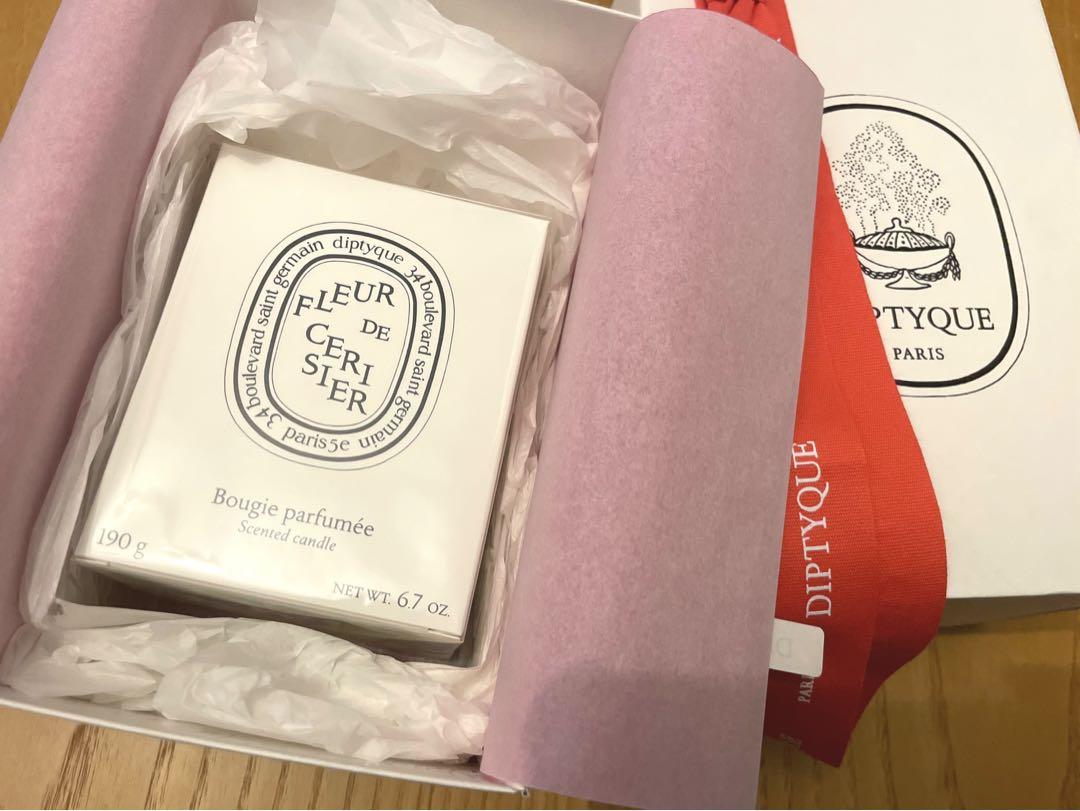 diptyque 34 boulevard saint germain paris5e 34 boulevard saint germain
FLEUR
DE
CERI
SIER
Bougie parfumée
Scented candle
190 g
NET WT. 6.7 OZ.
PTYQUE
PARIS
DIPTYQUE